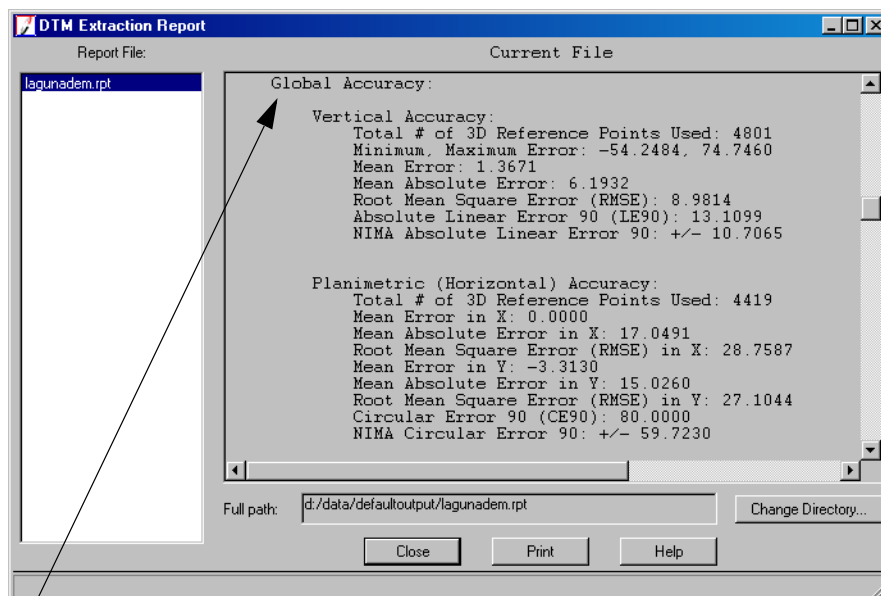 DTM Extraction Report
Report File:
Current File
lagunadem.rpt
Global Accuracy:
Vertical Accuracy:
Total # of 3D Reference Points Used: 4801
Minimum, Maximum Error: -54.2484, 74.7460
Mean Error: 1.3671
Mean Absolute Error: 6.1932
Root Mean Square Error (RMSE): 8.9814
Absolute Linear Error 90 (LE90): 13.1099
NIMA Absolute Linear Error 90: +/- 10.7065
Planimetric (Horizontal) Accuracy:
Total # of 3D Reference Points Used: 4419
Mean Error in X: 0.0000
Mean Absolute Error in X: 17.0491
Root Mean Square Error (RMSE) in X: 28.7587
Mean Error in Y: -3.3130
Mean Absolute Error in Y: 15.0260
Root Mean Square Error (RMSE) in Y: 27.1044
Circular Error 90 (CE90): 80.0000
NIMA Circular Error 90: +/- 59.7230
Full path:
d:/data/defaultoutput/lagunadem.rpt
Change Directory...
Close
Print
Help